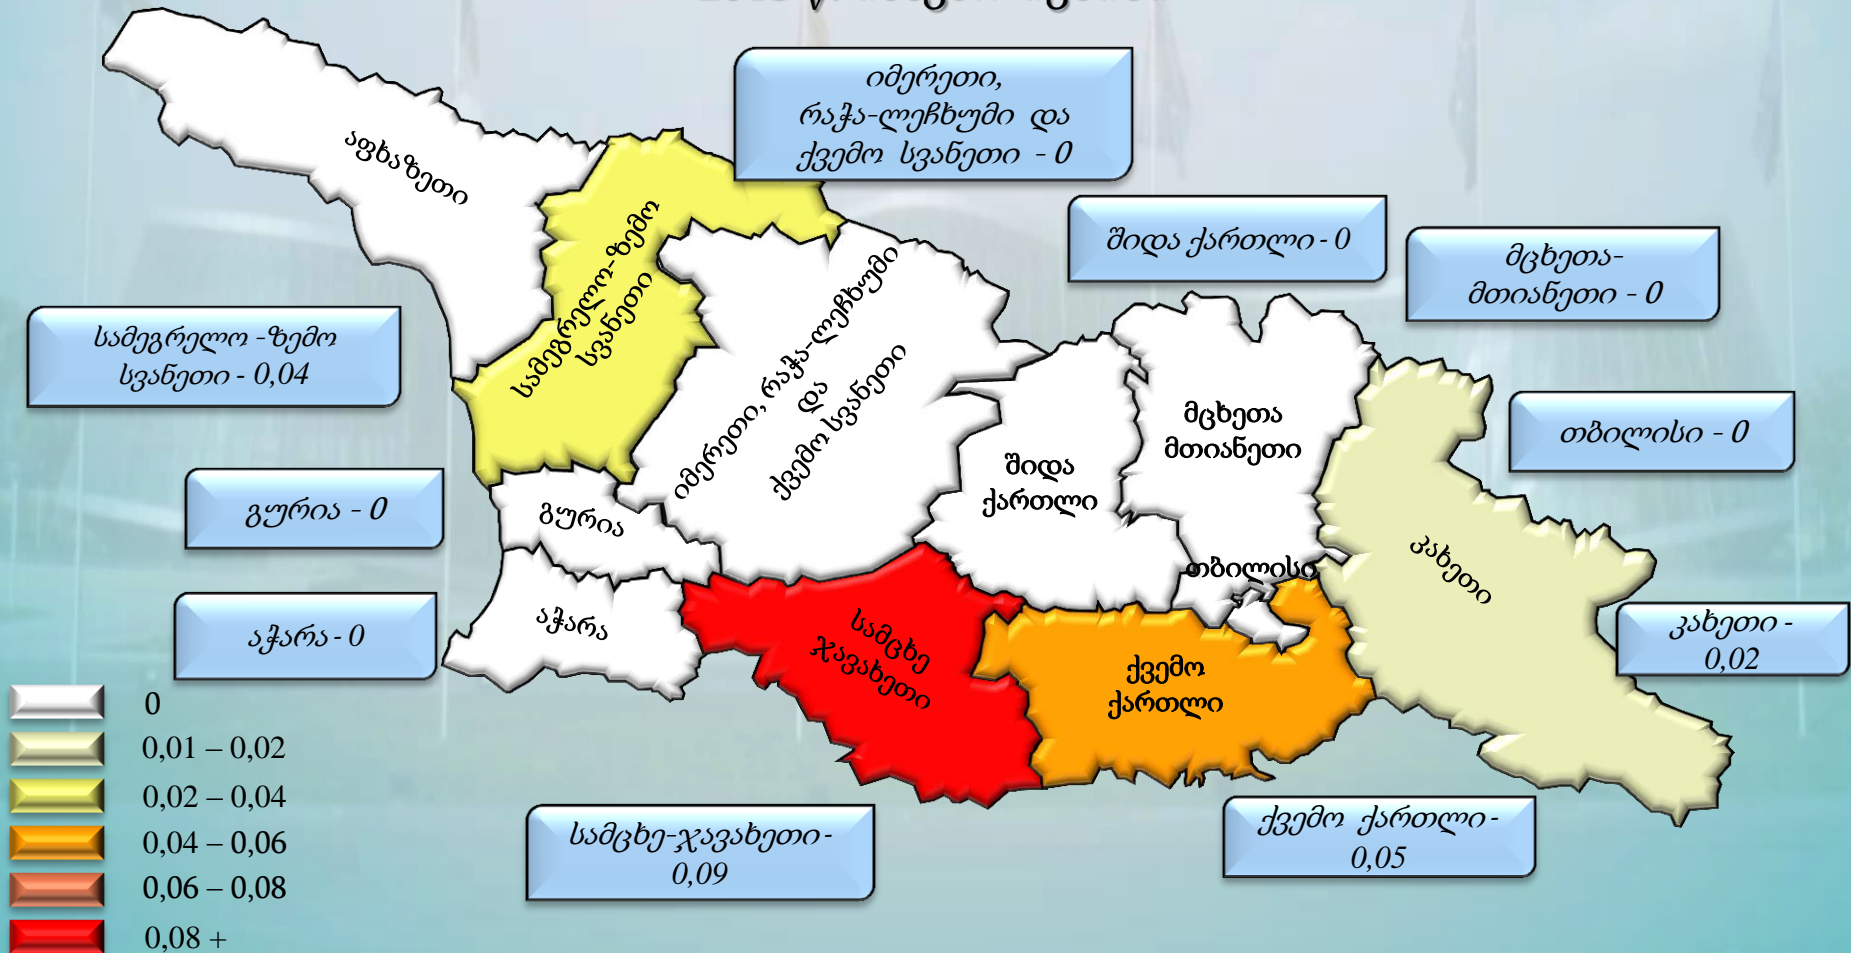 იმერეთი,
რაჭა-ლეჩხუმი და
ქვემო სვანეთი - 0
აფხაზეთი
შიდა ქართლი - 0
მცხეთა-
მთიანეთი - 0
სამეგრელო-ზემო
სვანეთი
სამეგრელო -ზემო
სვანეთი - 0,04
იმერეთი, რაჭა-ლეჩხუმი
და
ქვემო სვანეთი
მცხეთა
მთიანეთი
თბილისი - 0
შიდა
ქართლი
გურია - 0
გურია
კახეთი
თბილისი
აჭარა - 0
აჭარა
სამცხე
ჯავახეთი
ქვემო
ქართლი
კახეთი -
0,02
0
0,01 – 0,02
0,02 – 0,04
0,04 – 0,06
0,06 – 0,08
0,08 +
სამცხე-ჯავახეთი-
0,09
ქვემო ქართლი-
0,05